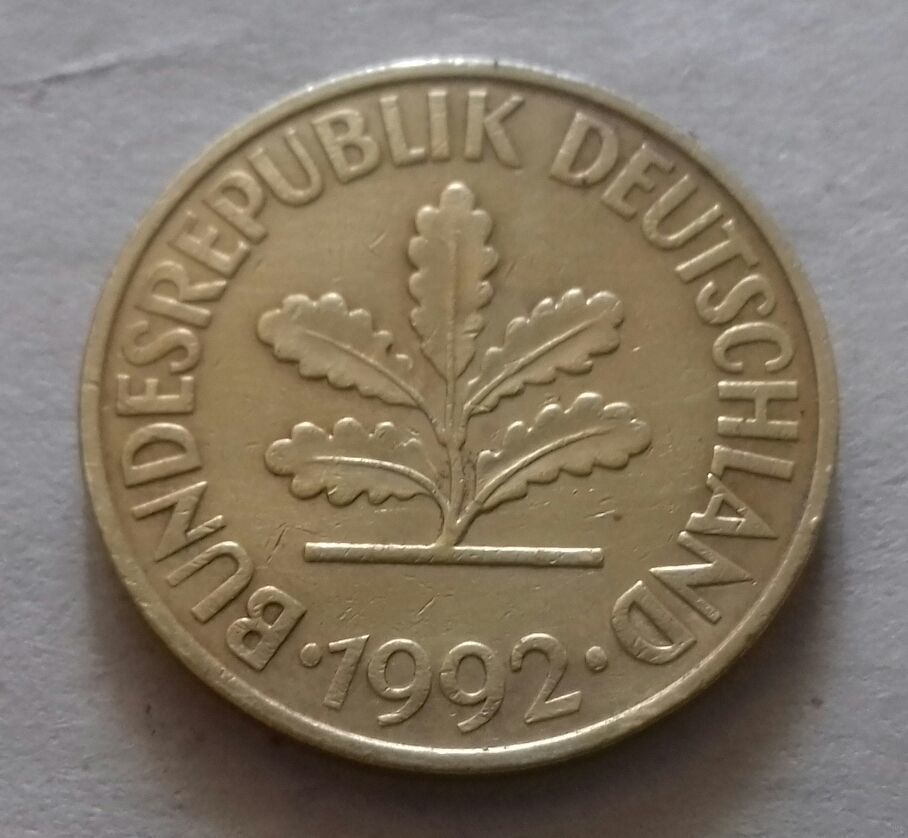 BUNDESREPUBLIK DEUTSCHLAND
·1992·